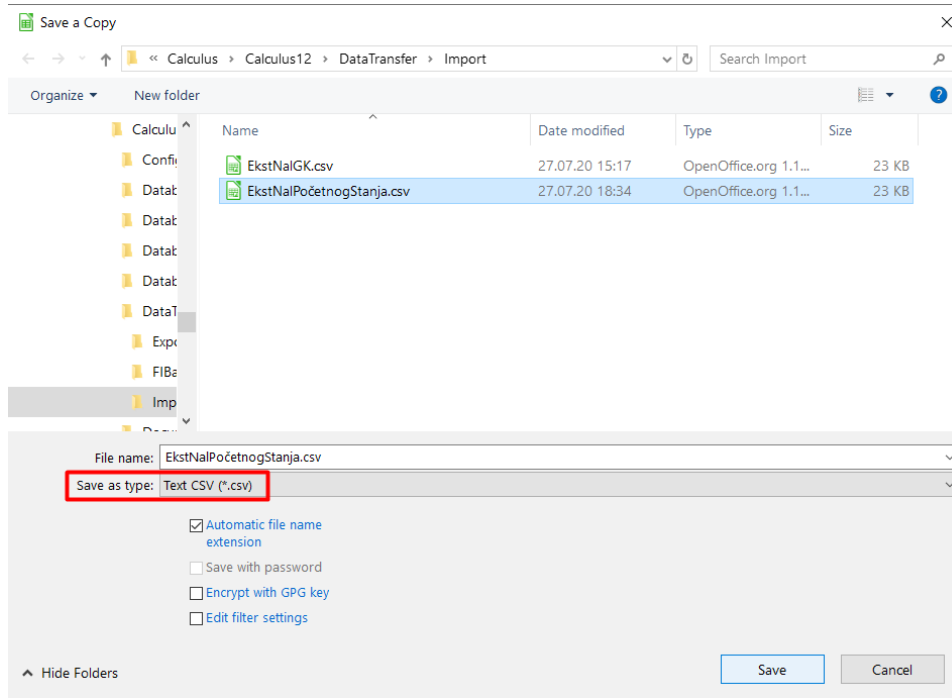 Save a Copy
« Calculus > Calculus12 > DataTransfer > Import
Search Import
Organize
New folder
Name
Date modified
Type
Size
Calculu
Config
EkstNalGK.csv
27.07.20 15:17
OpenOffice.org 1.1...
23 KB
Datab
EkstNalPočetnogStanja.csv
27.07.20 18:34
OpenOffice.org 1.1...
23 KB
Datab
Datab
Datab
DataT
Expo
FIBa
Imp
File name: EkstNalPočetnogStanja.csv
Save as type: Text CSV (*.csv)
Automatic file name
extension
Save with password
Encrypt with GPG key
Edit filter settings
Hide Folders
Save
Cancel